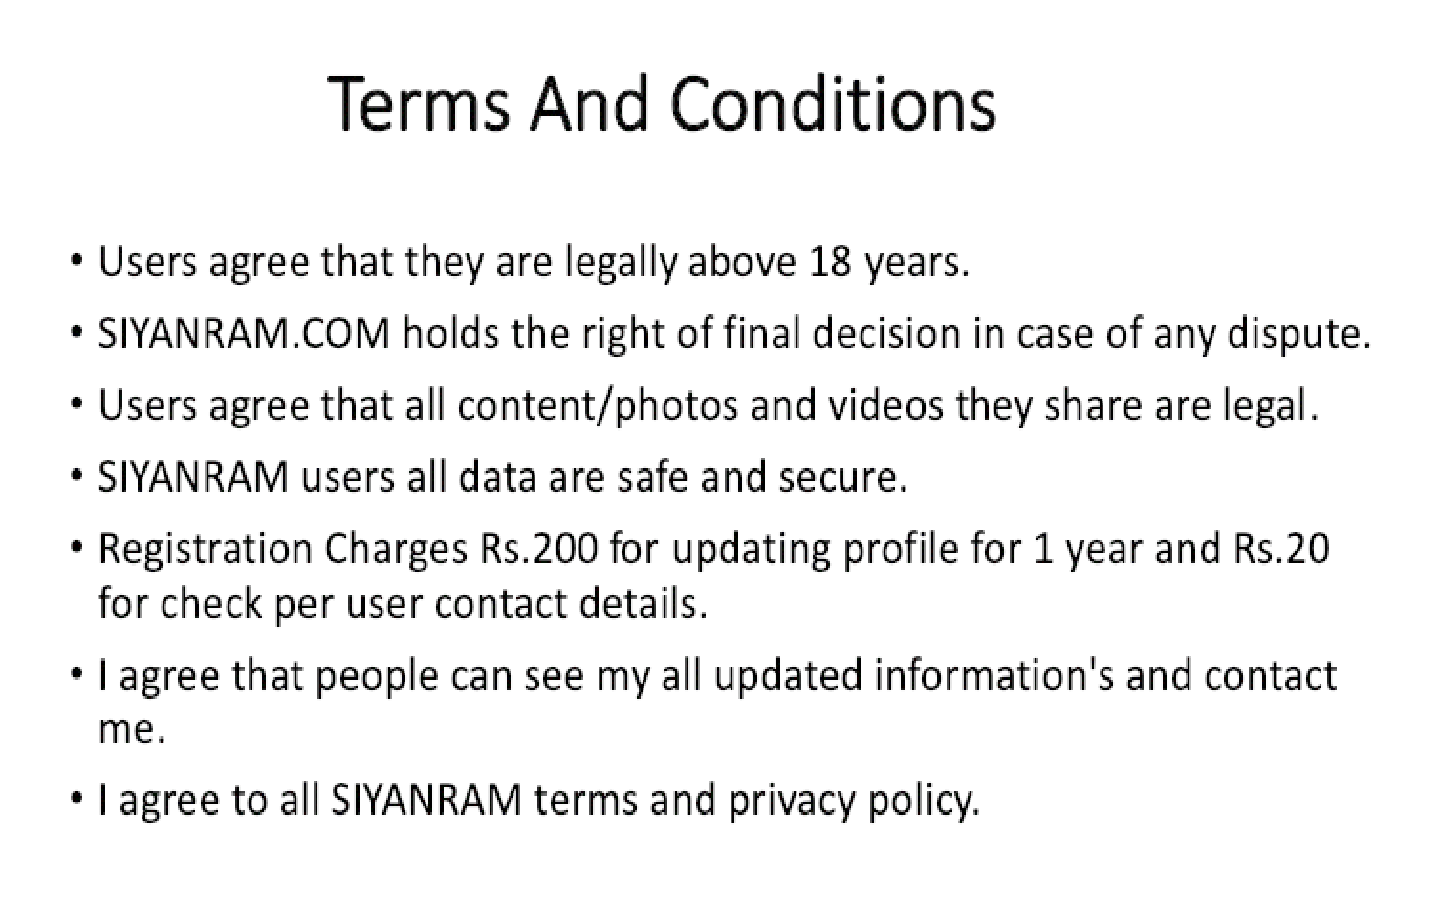 Terms And Conditions
• Users agree that they are legally above 18 years.
• SIYANRAM.COM holds the right of final decision in case of any dispute.
• Users agree that all content/photos and videos they share are legal.
• SIYANRAM users all data are safe and secure.
• Registration Charges Rs.200 for updating profile for 1 year and Rs.20
for check per user contact details.
• I agree that people can see my all updated information's and contact
me.
• I agree to all SIYANRAM terms and privacy policy.